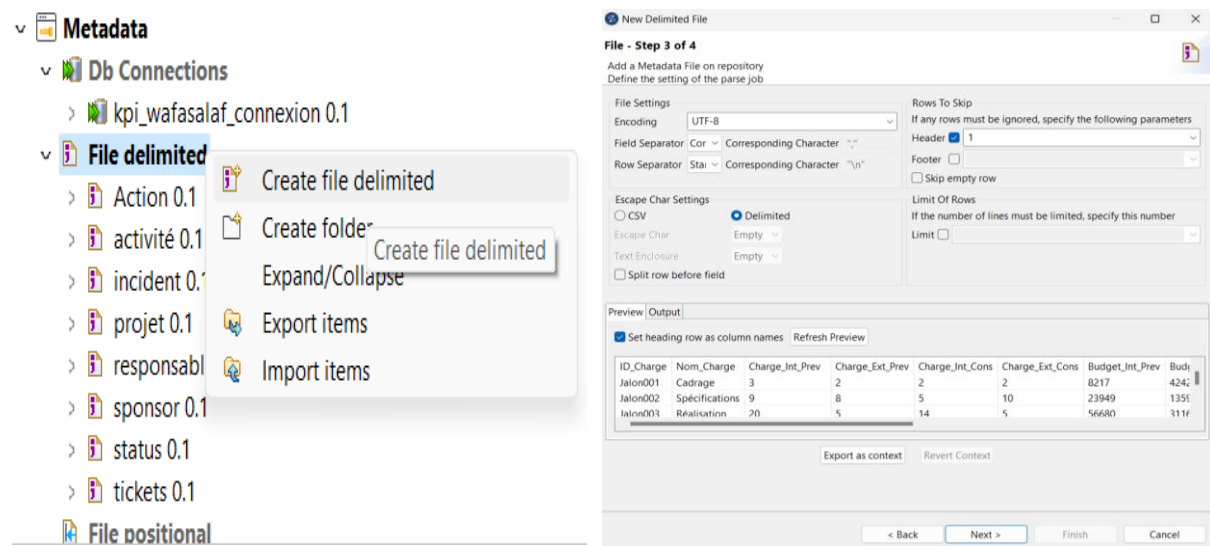 Metadata
Db Connections
kpi_wafasalaf_connexion 0.1
File delimited
Action 0.1
activité 0.1
incident 0.1
projet 0.1
responsabl
sponsor 0.1
status 0.1
tickets 0.1
File positional
Create file delimited
Create folder
Create file delimited
Expand/Collapse
Export items
Import items
New Delimited File
File - Step 3 of 4
Add a Metadata File on repository
Define the setting of the parse job
File Settings
Encoding UTF-8
Field Separator Cor Corresponding Character ","
Row Separator Star Corresponding Character "\n"
Rows To Skip
If any rows must be ignored, specify the following parameters
Header 1
Footer
Skip empty row
Escape Char Settings
CSV Delimited
Escape Char Empty
Text Enclosure Empty
Split row before field
Limit Of Rows
If the number of lines must be limited, specify this number
Limit
Preview Output
Set heading row as column names Refresh Preview
ID_Charge Nom_Charge Charge_Int_Prev Charge_Ext_Prev Charge_Int_Cons Charge_Ext_Cons Budget_Int_Prev Budg
Jalon001 Cadrage 3 2 2 2 8217 4242
Jalon002 Spécifications 9 8 5 10 23949 1359
Jalon003 Réalisation 20 5 14 5 56680 3116
Export as context Revert Context
< Back Next > Finish Cancel